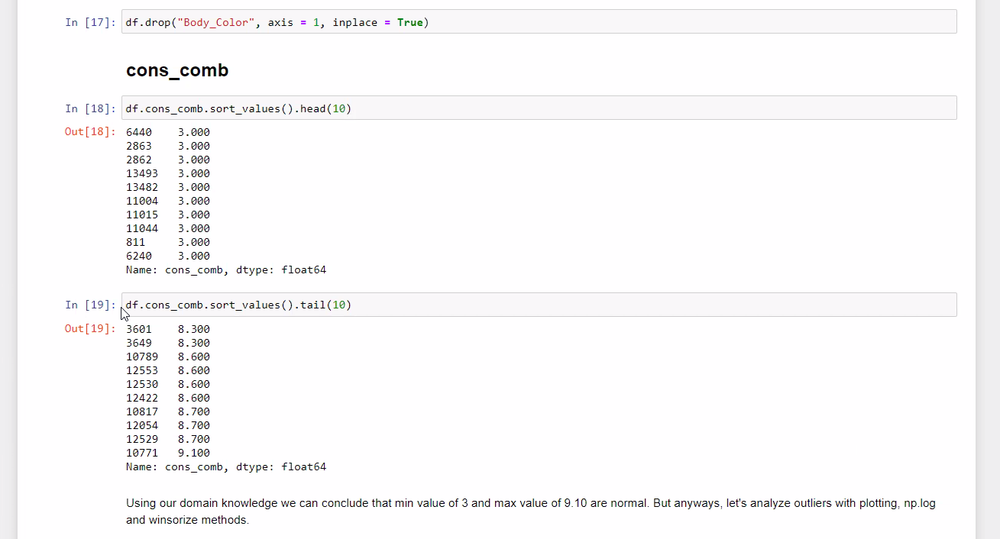 In [17]: df.drop("Body_Color", axis = 1, inplace = True)
cons_comb
In [18]: df.cons_comb.sort_values().head(10)
Out[18]: 6440    3.000
2863    3.000
2862    3.000
13493   3.000
13482   3.000
11004   3.000
11015   3.000
11044   3.000
811     3.000
6240    3.000
Name: cons_comb, dtype: float64
In [19]: df.cons_comb.sort_values().tail(10)
Out[19]: 3601    8.300
3649    8.300
10789   8.600
12553   8.600
12530   8.600
12422   8.600
10817   8.700
12054   8.700
12529   8.700
10771   9.100
Name: cons_comb, dtype: float64
Using our domain knowledge we can conclude that min value of 3 and max value of 9.10 are normal. But anyways, let's analyze outliers with plotting, np.log
and winsorize methods.